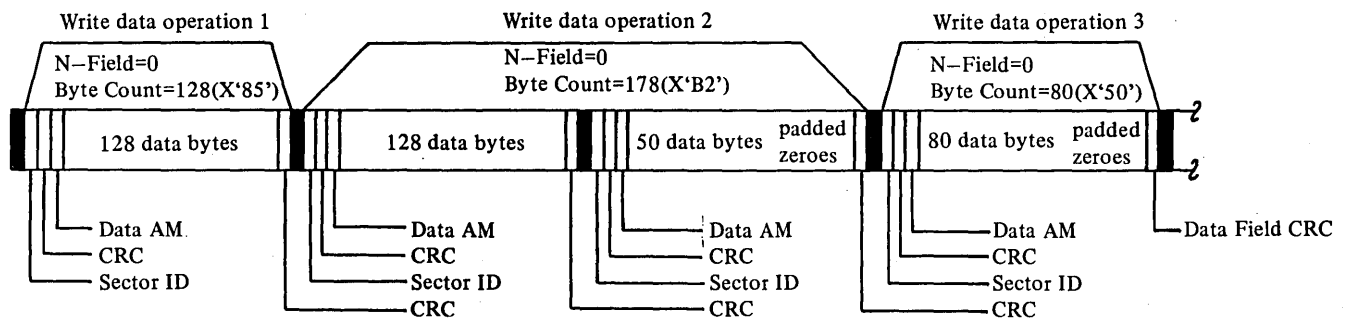 Write data operation 1
Write data operation 2
Write data operation 3
N–Field=0
Byte Count=128(X‘85’)
N–Field=0
Byte Count=178(X‘B2’)
N–Field=0
Byte Count=80(X‘50’)
128 data bytes
128 data bytes
50 data bytes
padded
zeroes
80 data bytes
padded
zeroes
Data AM
CRC
Sector ID
CRC
Data AM
CRC
Sector ID
CRC
Data AM
CRC
Sector ID
CRC
Data AM
CRC
Sector ID
CRC
Data Field CRC